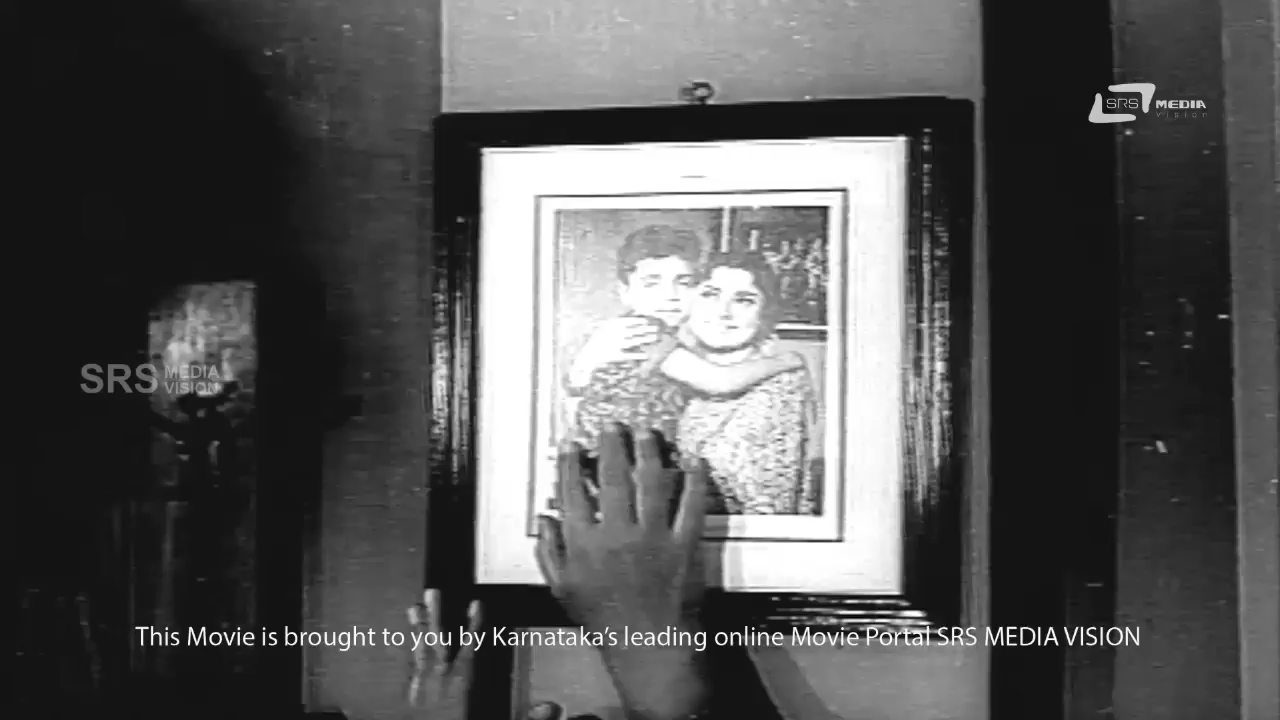 SRS MEDIA
Vision
SRS MEDIA
VISION
This Movie is brought to you by Karnataka's leading online Movie Portal SRS MEDIA VISION